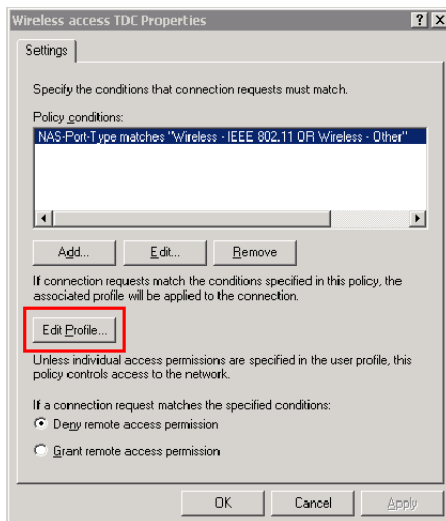 Wireless access TDC Properties
Settings
Specify the conditions that connection requests must match.
Policy conditions:
NAS-Port-Type matches "Wireless - IEEE 802.11 OR Wireless - Other"
Add... Edit... Remove
If connection requests match the conditions specified in this policy, the
associated profile will be applied to the connection.
Edit Profile...
Unless individual access permissions are specified in the user profile, this
policy controls access to the network.
If a connection request matches the specified conditions:
Deny remote access permission
Grant remote access permission
OK Cancel Apply